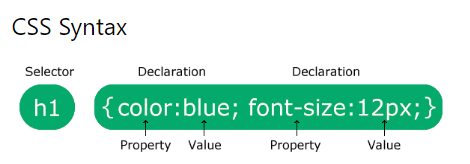 CSS Syntax
Selector Declaration Declaration
h1 {color:blue; font-size:12px;}
Property Value Property Value